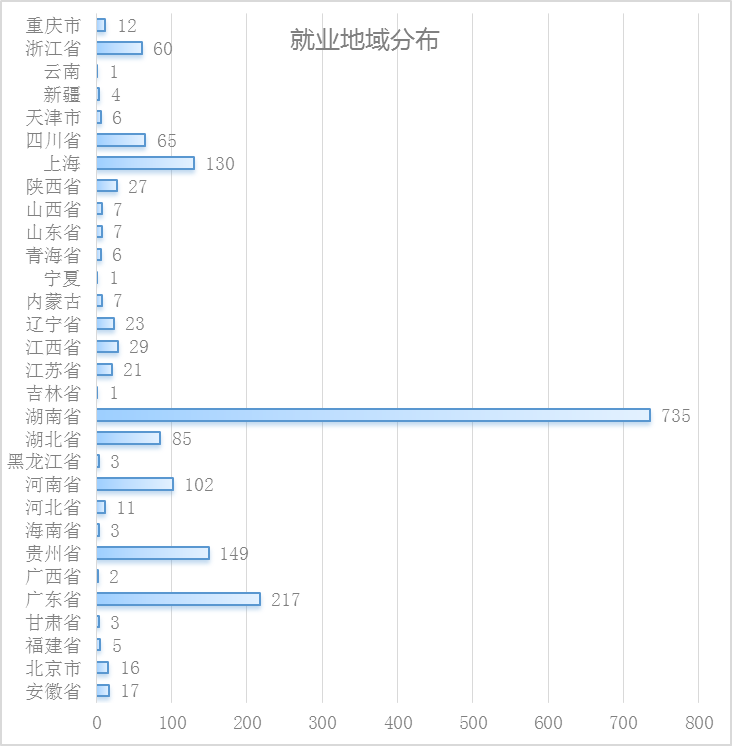 就业地域分布
重庆市 12
浙江省 60
云南 1
新疆 4
天津市 6
四川省 65
上海 130
陕西省 27
山西省 7
山东省 7
青海省 6
宁夏 1
内蒙古 7
辽宁省 23
江西省 29
江苏省 21
吉林省 1
湖南省 735
湖北省 85
黑龙江省 3
河南省 102
河北省 11
海南省 3
贵州省 149
广西省 2
广东省 217
甘肃省 3
福建省 5
北京市 16
安徽省 17
0 100 200 300 400 500 600 700 800